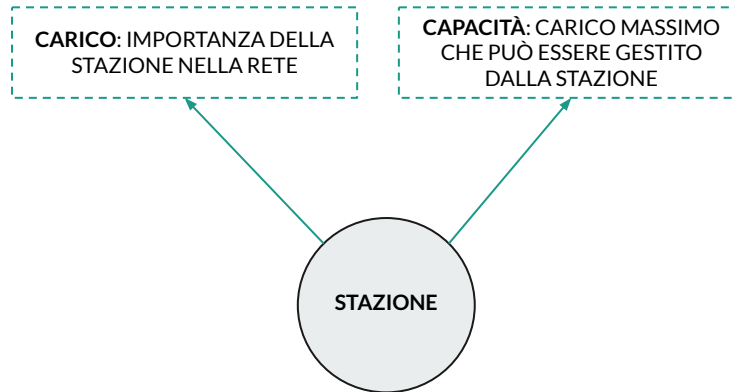 CARICO: IMPORTANZA DELLA
STAZIONE NELLA RETE
CAPACITÀ: CARICO MASSIMO
CHE PUÒ ESSERE GESTITO
DALLA STAZIONE
STAZIONE